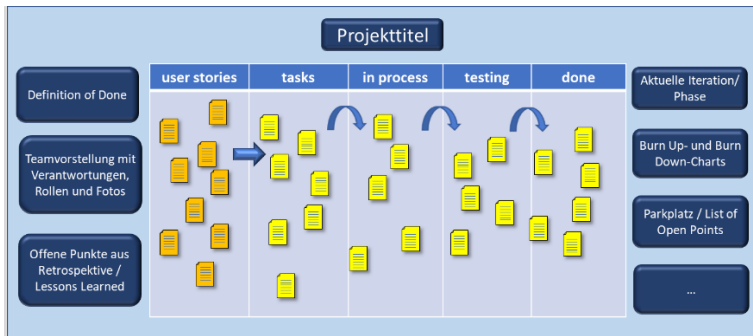 Projekttitel
user stories
tasks
in process
testing
done
Definition of Done
Teamvorstellung mit
Verantwortungen,
Rollen und Fotos
Offene Punkte aus
Retrospektive /
Lessons Learned
Aktuelle Iteration/
Phase
Burn Up- und Burn
Down-Charts
Parkplatz / List of
Open Points
...